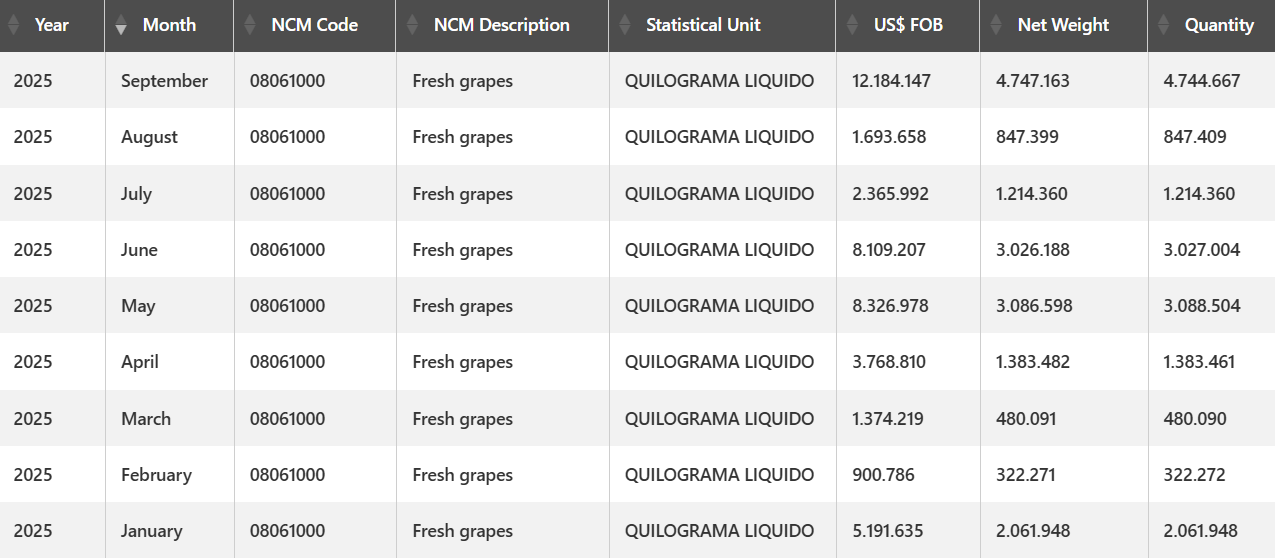 Year Month NCM Code NCM Description Statistical Unit US$ FOB Net Weight Quantity
2025 September 08061000 Fresh grapes QUILOGRAMA LIQUIDO 12.184.147 4.747.163 4.744.667
2025 August 08061000 Fresh grapes QUILOGRAMA LIQUIDO 1.693.658 847.399 847.409
2025 July 08061000 Fresh grapes QUILOGRAMA LIQUIDO 2.365.992 1.214.360 1.214.360
2025 June 08061000 Fresh grapes QUILOGRAMA LIQUIDO 8.109.207 3.026.188 3.027.004
2025 May 08061000 Fresh grapes QUILOGRAMA LIQUIDO 8.326.978 3.086.598 3.088.504
2025 April 08061000 Fresh grapes QUILOGRAMA LIQUIDO 3.768.810 1.383.482 1.383.461
2025 March 08061000 Fresh grapes QUILOGRAMA LIQUIDO 1.374.219 480.091 480.090
2025 February 08061000 Fresh grapes QUILOGRAMA LIQUIDO 900.786 322.271 322.272
2025 January 08061000 Fresh grapes QUILOGRAMA LIQUIDO 5.191.635 2.061.948 2.061.948